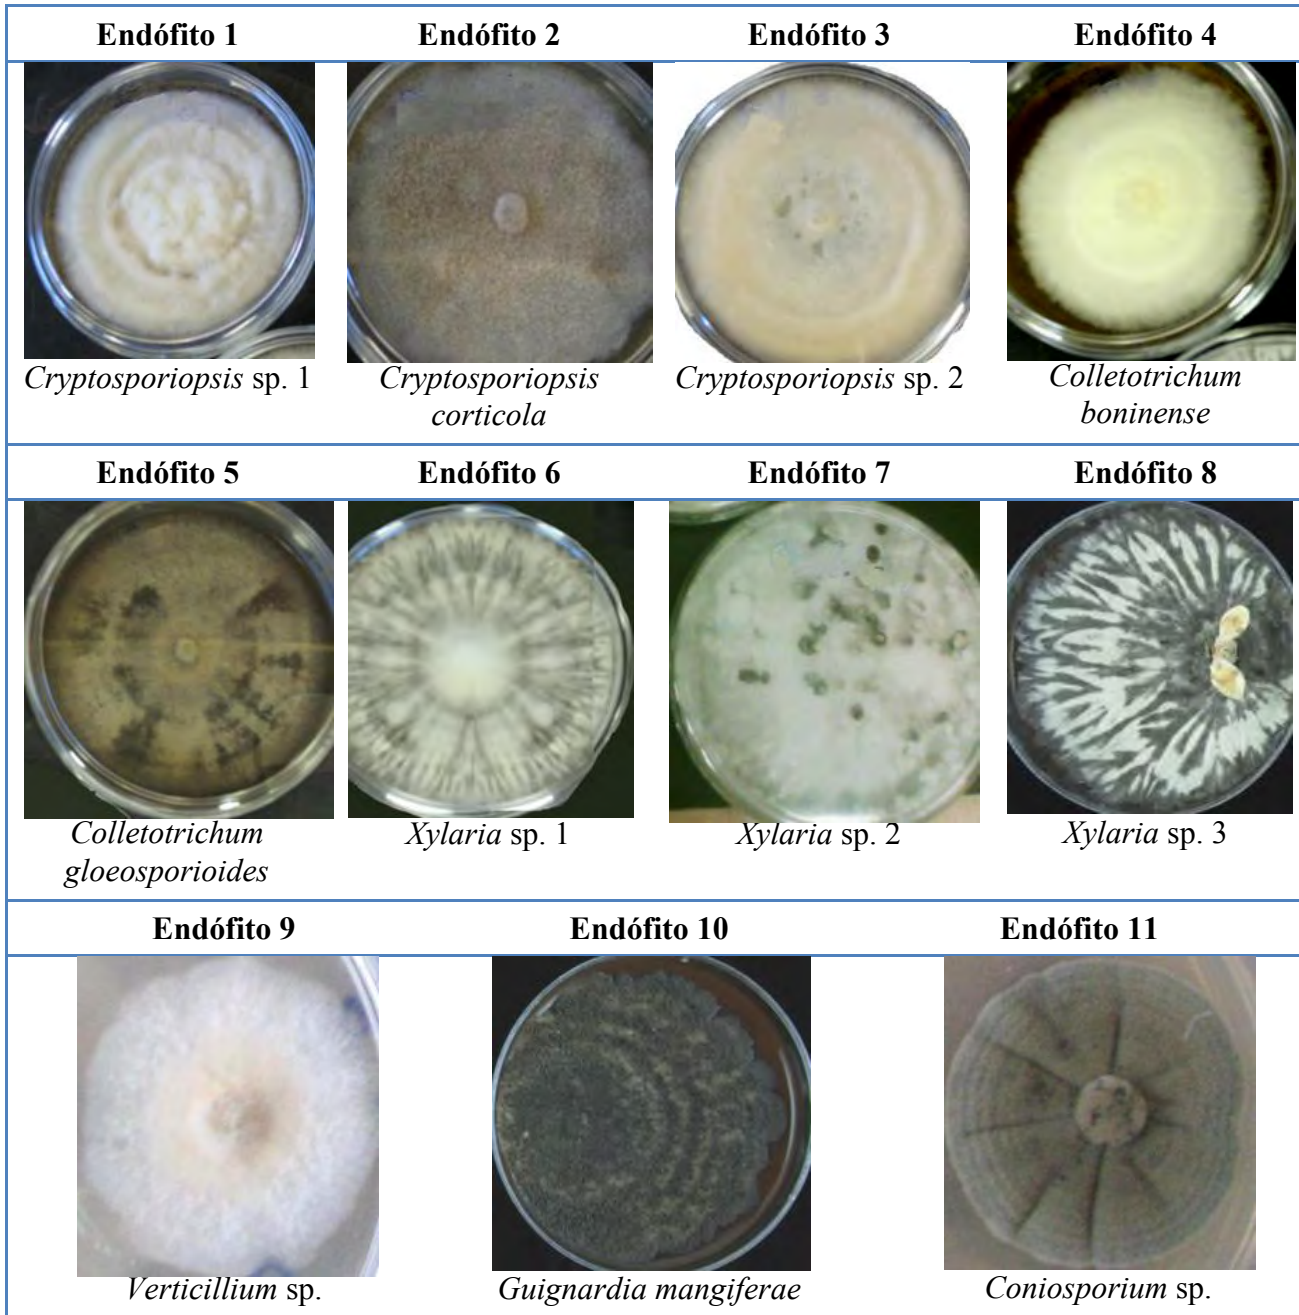 Endófito 1 Endófito 2 Endófito 3 Endófito 4
Cryptosporiopsis sp. 1 Cryptosporiopsis Cryptosporiopsis sp. 2 Colletotrichum
corticola boninense
Endófito 5 Endófito 6 Endófito 7 Endófito 8
Colletotrichum Xylaria sp. 1 Xylaria sp. 2 Xylaria sp. 3
gloeosporioides
Endófito 9 Endófito 10 Endófito 11
Verticillium sp. Guignardia mangiferae Coniosporium sp.